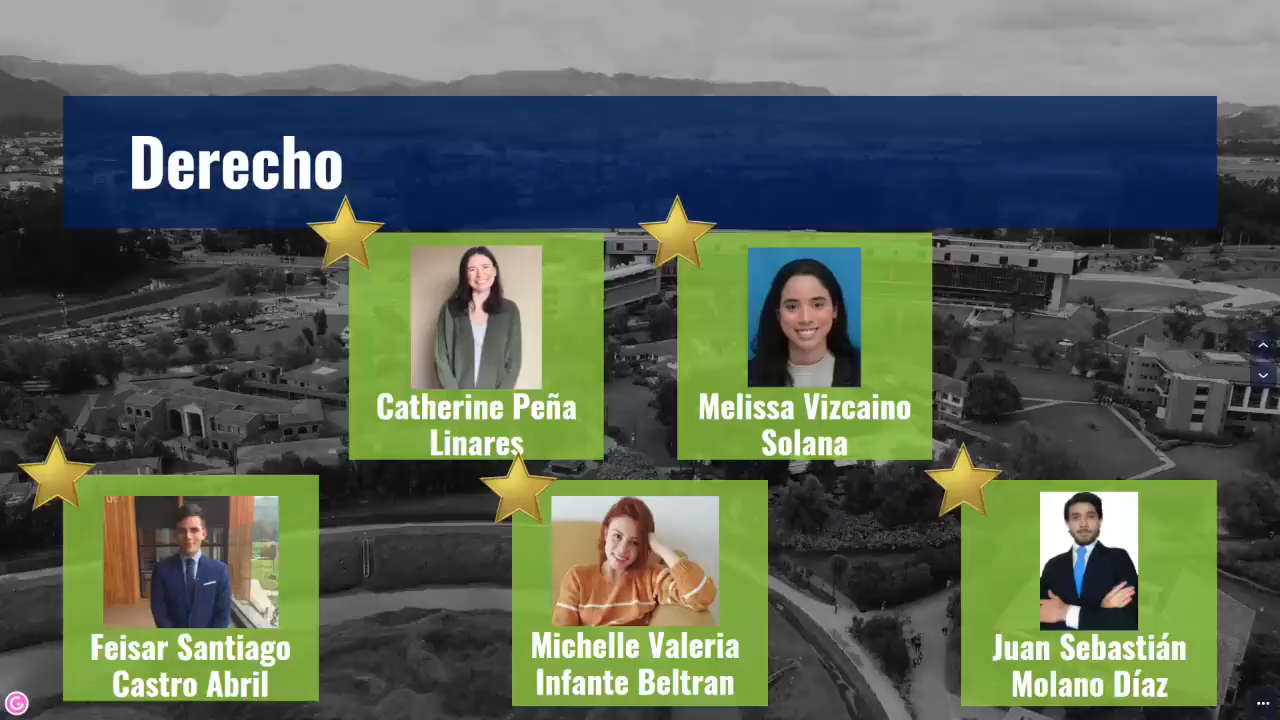 Derecho
Catherine Peña
Linares
Melissa Vizcaino
Solana
Feisar Santiago
Castro Abril
Michelle Valeria
Infante Beltran
Juan Sebastián
Molano Díaz